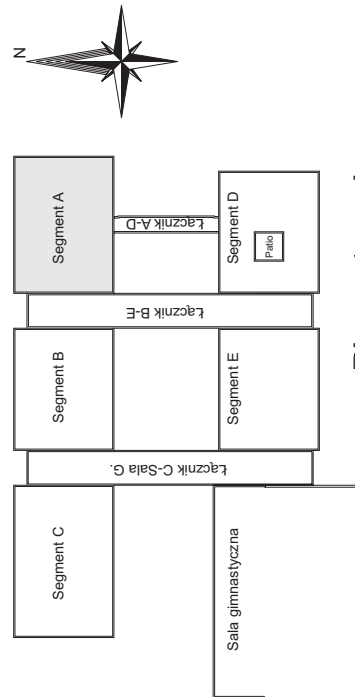 N
Segment A
Łącznik A-D
Segment D
Patio
Łącznik B-E
Segment B
Segment E
Łącznik C-Sala G.
Segment C
Sala gimnastyczna